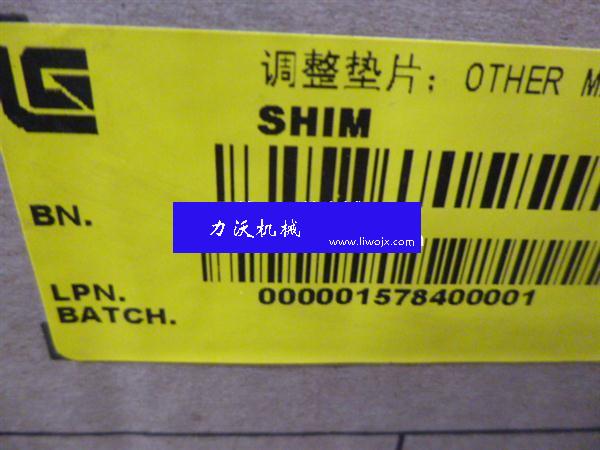 调整垫片; OTHER M
SHIM
BN.
力沃机械
www.liwojx.com
LPN.
000001578400001
BATCH.